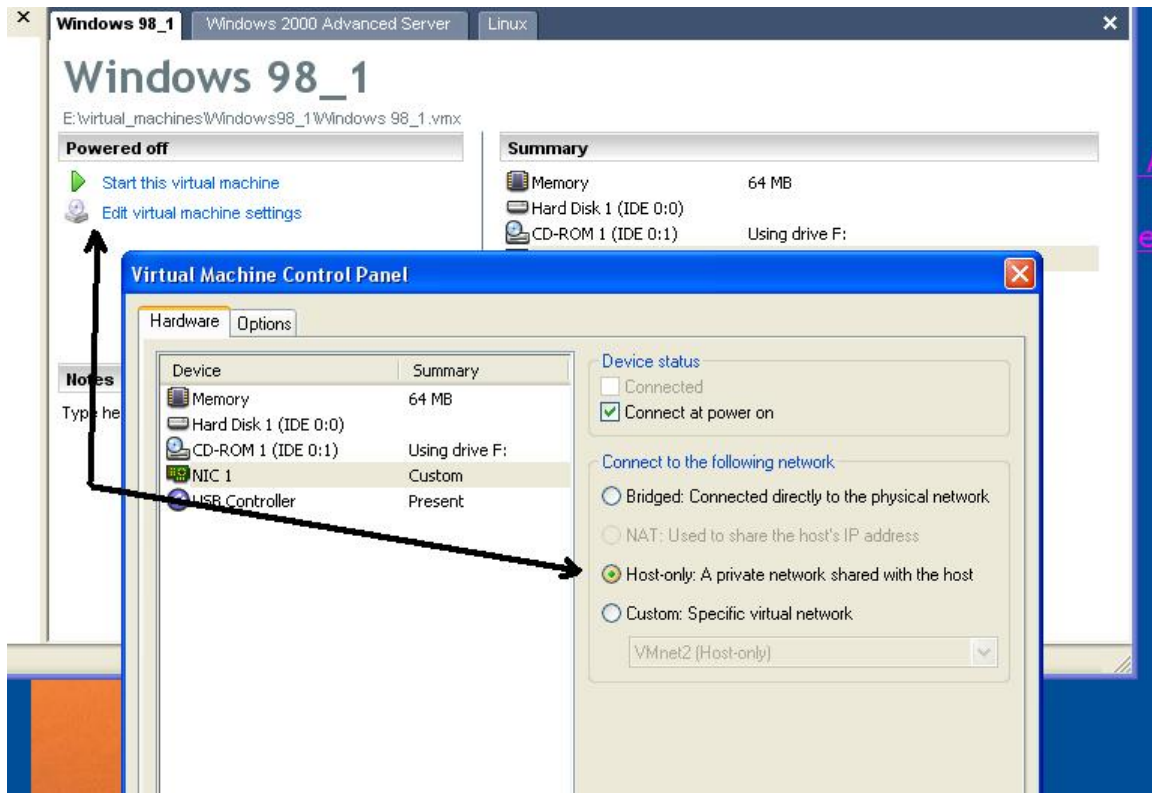 Windows 98_1 Windows 2000 Advanced Server Linux
Windows 98_1
E:\virtual_machines\Windows98_1\Windows 98_1.vmx
Powered off
Start this virtual machine
Edit virtual machine settings
Summary
Memory 64 MB
Hard Disk 1 (IDE 0:0)
CD-ROM 1 (IDE 0:1) Using drive F:
Notes
Type he
Virtual Machine Control Panel
Hardware Options
Device Summary
Memory 64 MB
Hard Disk 1 (IDE 0:0)
CD-ROM 1 (IDE 0:1) Using drive F:
NIC 1 Custom
USB Controller Present
Device status
Connected
Connect at power on
Connect to the following network
Bridged: Connected directly to the physical network
NAT: Used to share the host's IP address
Host-only: A private network shared with the host
Custom: Specific virtual network
VMnet2 (Host-only)